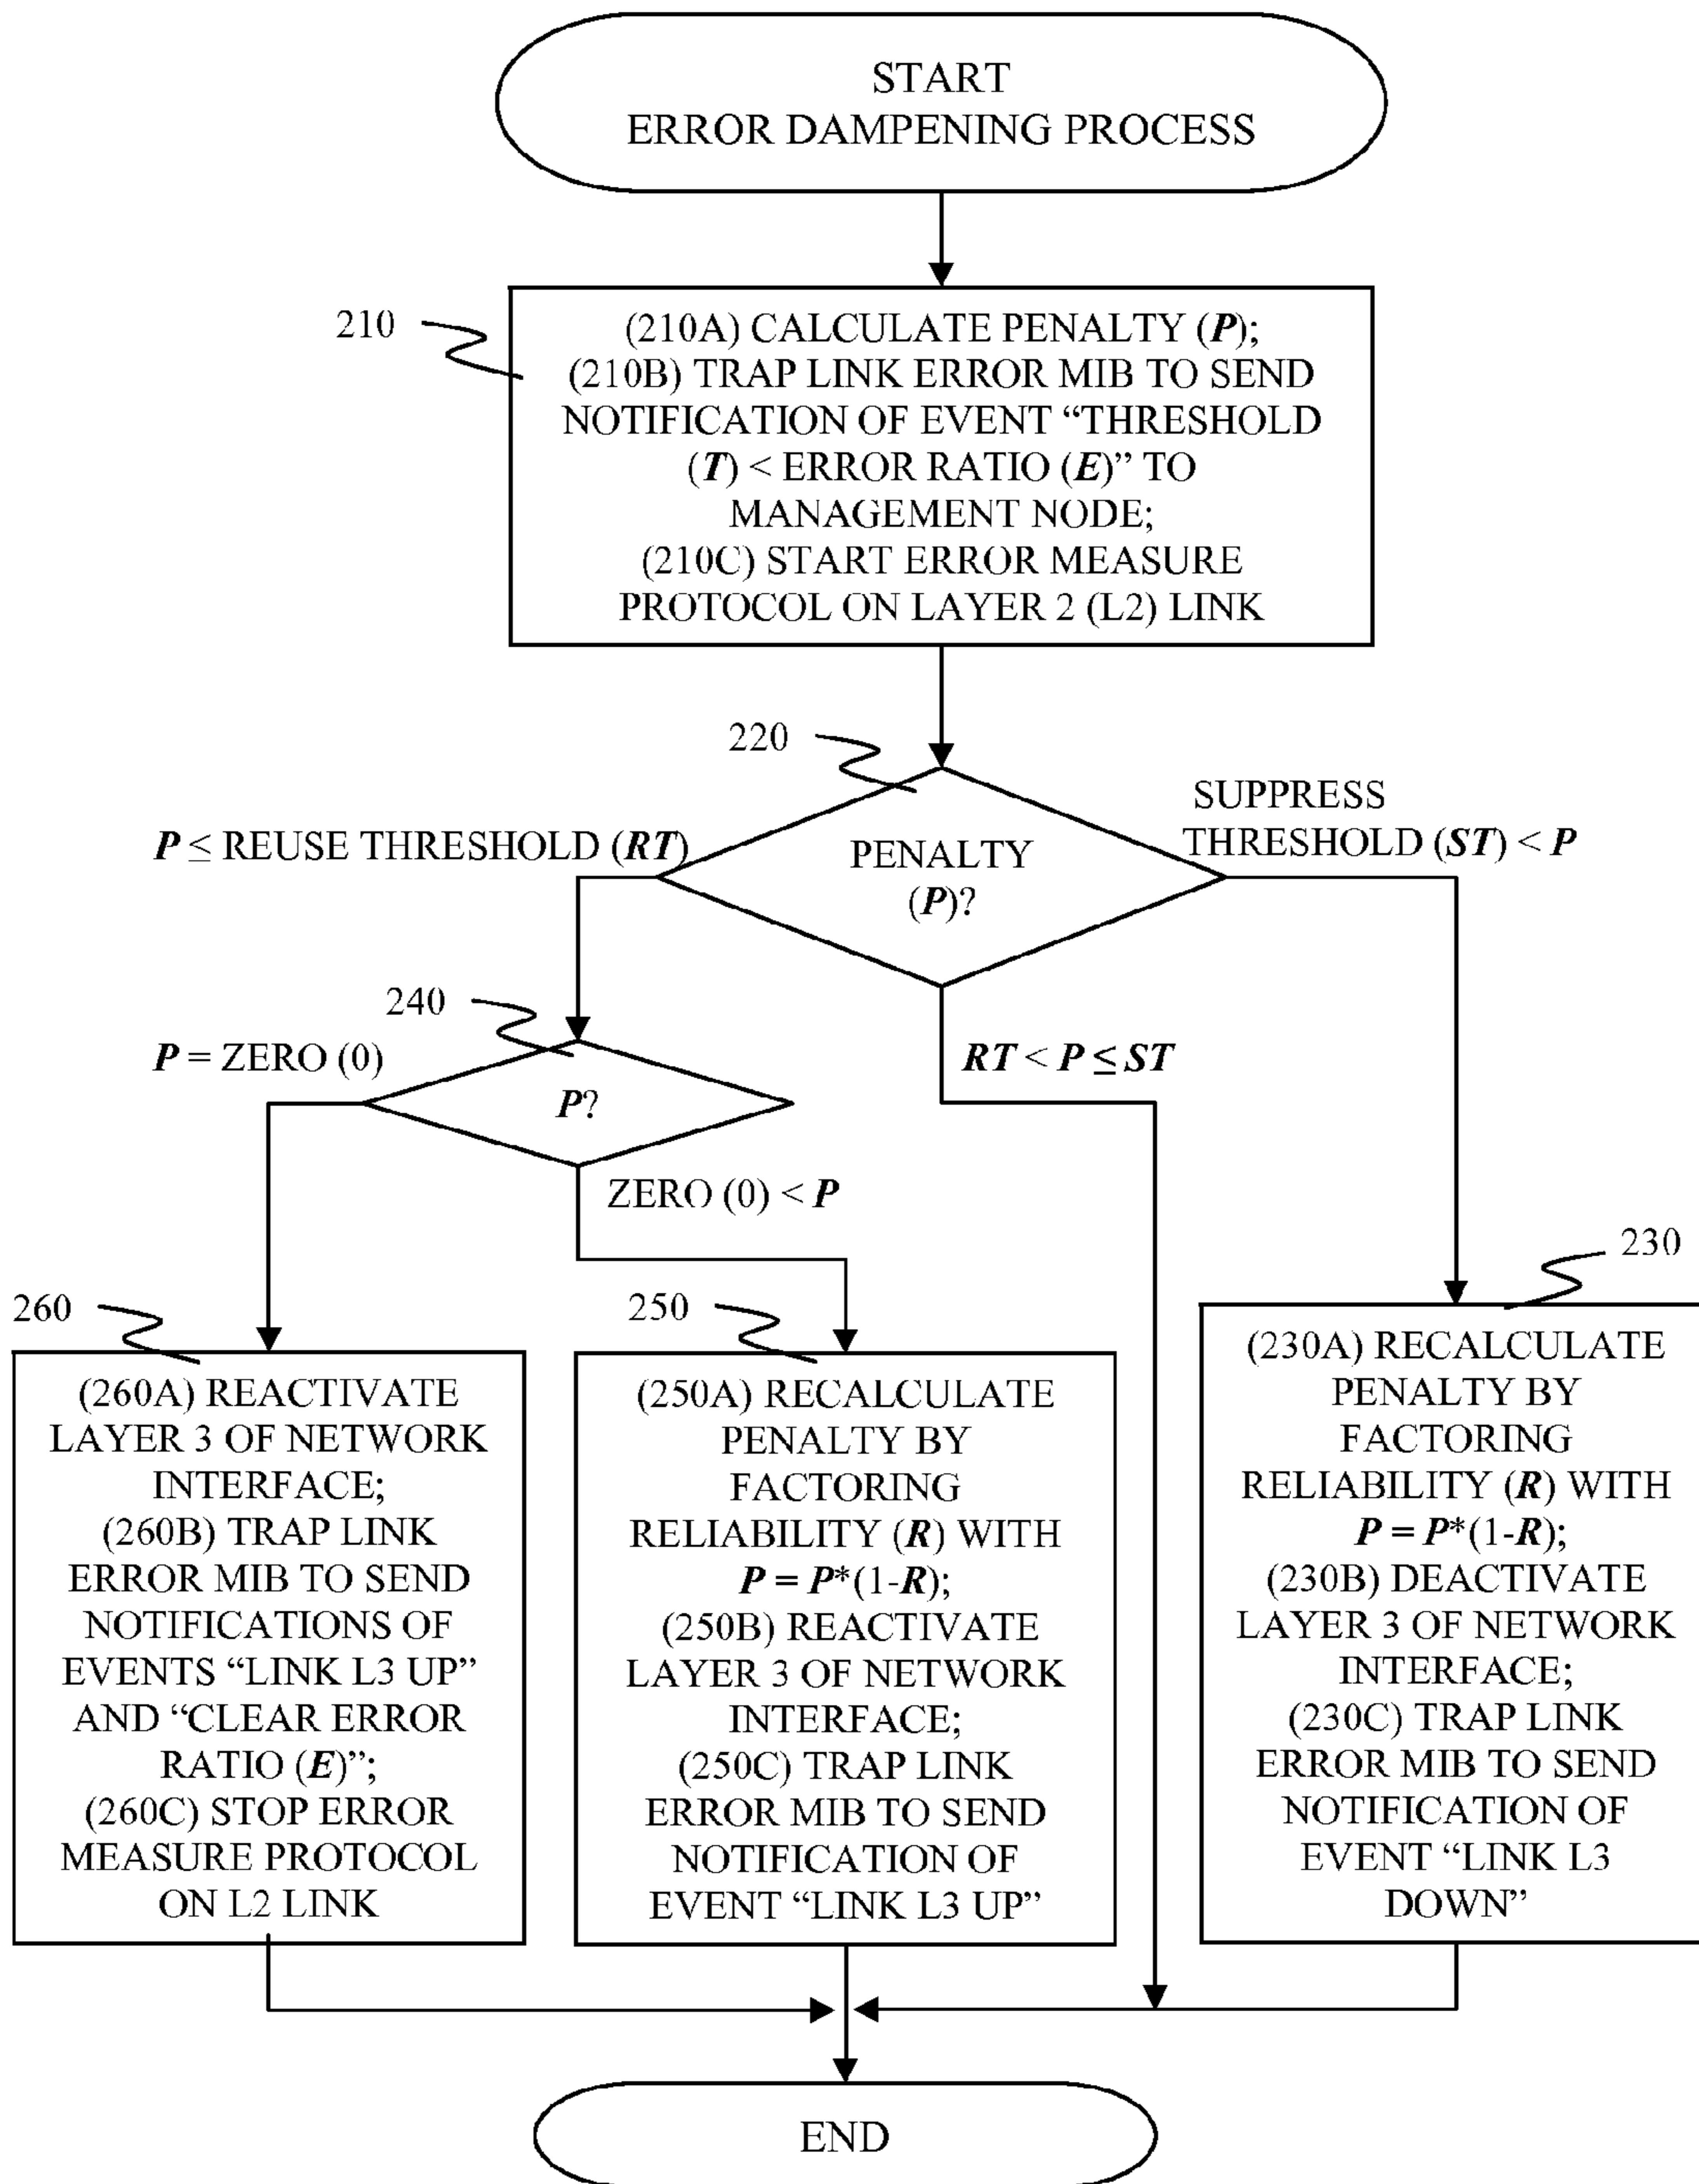 START
ERROR DAMPENING PROCESS
210
(210A) CALCULATE PENALTY (P);
(210B) TRAP LINK ERROR MIB TO SEND
NOTIFICATION OF EVENT “THRESHOLD
(T) < ERROR RATIO (E)” TO
MANAGEMENT NODE;
(210C) START ERROR MEASURE
PROTOCOL ON LAYER 2 (L2) LINK
220
P ≤ REUSE THRESHOLD (RT)
PENALTY
(P)?
SUPPRESS
THRESHOLD (ST) < P
240
P = ZERO (0)
P?
RT < P ≤ ST
ZERO (0) < P
260
(260A) REACTIVATE
LAYER 3 OF NETWORK
INTERFACE;
(260B) TRAP LINK
ERROR MIB TO SEND
NOTIFICATIONS OF
EVENTS “LINK L3 UP”
AND “CLEAR ERROR
RATIO (E)”;
(260C) STOP ERROR
MEASURE PROTOCOL
ON L2 LINK
250
(250A) RECALCULATE
PENALTY BY
FACTORING
RELIABILITY (R) WITH
P = P*(1-R);
(250B) REACTIVATE
LAYER 3 OF NETWORK
INTERFACE;
(250C) TRAP LINK
ERROR MIB TO SEND
NOTIFICATION OF
EVENT “LINK L3 UP”
230
(230A) RECALCULATE
PENALTY BY
FACTORING
RELIABILITY (R) WITH
P = P*(1-R);
(230B) DEACTIVATE
LAYER 3 OF NETWORK
INTERFACE;
(230C) TRAP LINK
ERROR MIB TO SEND
NOTIFICATION OF
EVENT “LINK L3
DOWN”
END